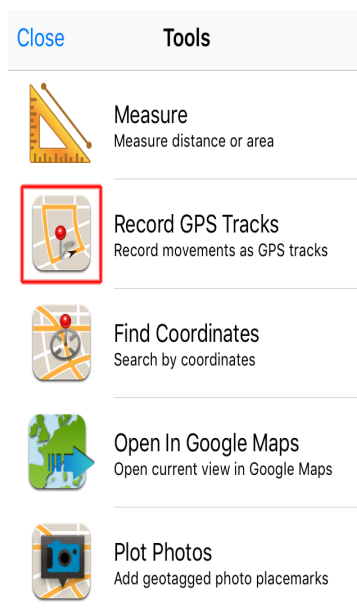 Close
Tools
Measure
Measure distance or area
Record GPS Tracks
Record movements as GPS tracks
Find Coordinates
Search by coordinates
Open In Google Maps
Open current view in Google Maps
Plot Photos
Add geotagged photo placemarks